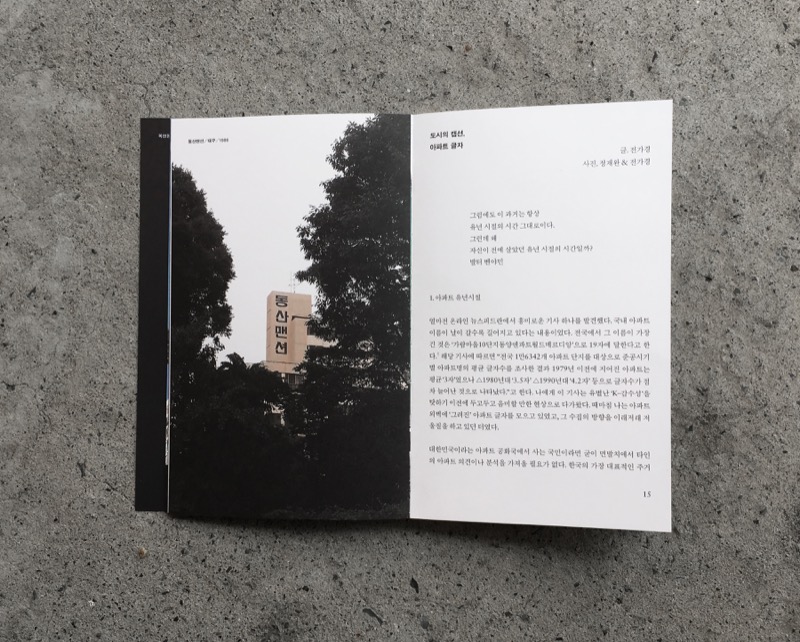 동산맨션 / 대구 / 1988
동산맨션
도시의 캡션,
아파트 글자
글. 전가경
사진. 정재완 & 전가경
그럼에도 이 과거는 항상
유년 시절의 시간 그대로이다.
그런데 왜
자신이 전에 살았던 유년 시절의 시간일까?
발터 벤야민
1. 아파트 유년시절
얼마전 온라인 뉴스피드란에서 흥미로운 기사 하나를 발견했다. 국내 아파트
이름이 날이 갈수록 길어지고 있다는 내용이었다. 전국에서 그 이름이 가장
긴 것은 '가람마을10단지동양엔파트월드메르디앙'으로 19자에 달한다고 한
다. 해당 기사에 따르면 “전국 1만6342개 아파트 단지를 대상으로 준공시기
별 아파트명의 평균 글자수를 조사한 결과 1979년 이전에 지어진 아파트는
평균'3자'였으나 △1980년대'3.5자' △1990년대'4.2자' 등으로 글자수가 점
차 늘어난 것으로 나타났다.”고 한다. 나에게 이 기사는 유별난 'K–감수성'을
탓하기 이전에 두고두고 음미할 만한 현상으로 다가왔다. 때마침 나는 아파트
외벽에 '그려진' 아파트 글자를 모으고 있었고, 그 수집의 방향을 이래저래 저
울질을 하고 있던 터였다.
대한민국이라는 아파트 공화국에서 사는 국민이라면 굳이 면발치에서 타인
의 아파트 의견이나 분석을 가져올 필요가 없다. 한국의 가장 대표적인 주거
15